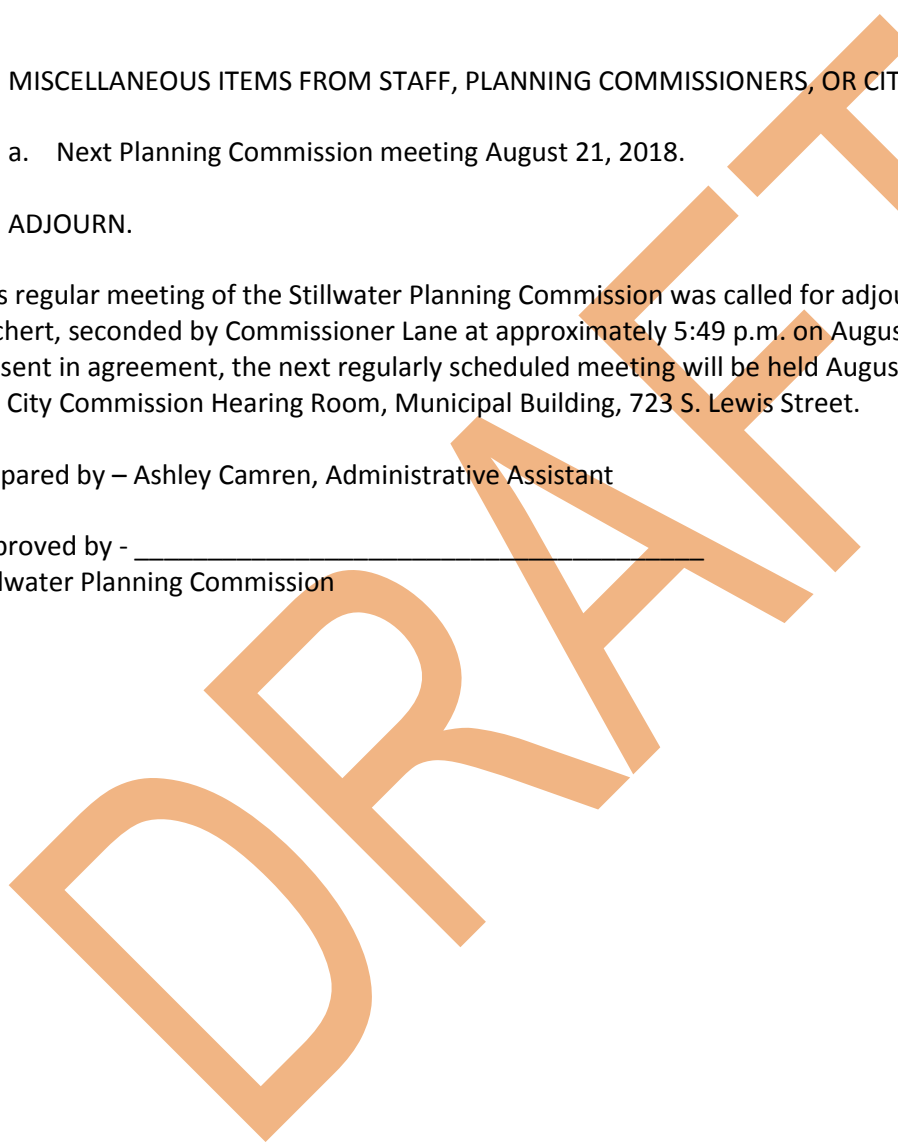 MISCELLANEOUS ITEMS FROM STAFF, PLANNING COMMISSIONERS, OR CIT
a. Next Planning Commission meeting August 21, 2018.
ADJOURN.
s regular meeting of the Stillwater Planning Commission was called for adjou
chert, seconded by Commissioner Lane at approximately 5:49 p.m. on Augus
sent in agreement, the next regularly scheduled meeting will be held Augus
City Commission Hearing Room, Municipal Building, 723 S. Lewis Street.
pared by – Ashley Camren, Administrative Assistant
proved by - ________________________________________
lwater Planning Commission
DRAFT